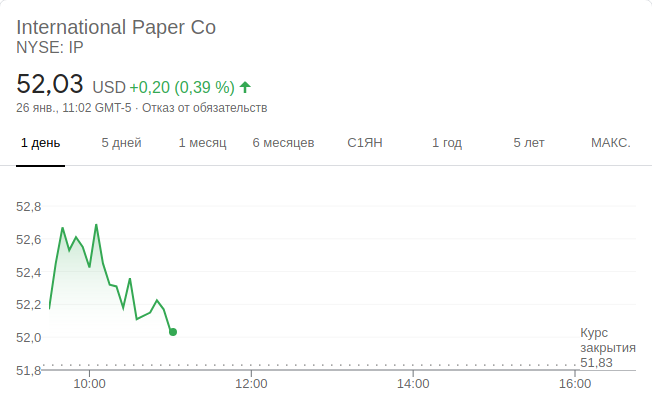 International Paper Co
NYSE: IP
52,03 USD +0,20 (0,39 %)
26 янв., 11:02 GMT-5 · Отказ от обязательств
1 день 5 дней 1 месяц 6 месяцев С1ЯН 1 год 5 лет МАКС.
52,8
52,6
52,4
52,2
52,0
51,8
Курс
закрытия
51,83
10:00 12:00 14:00 16:00